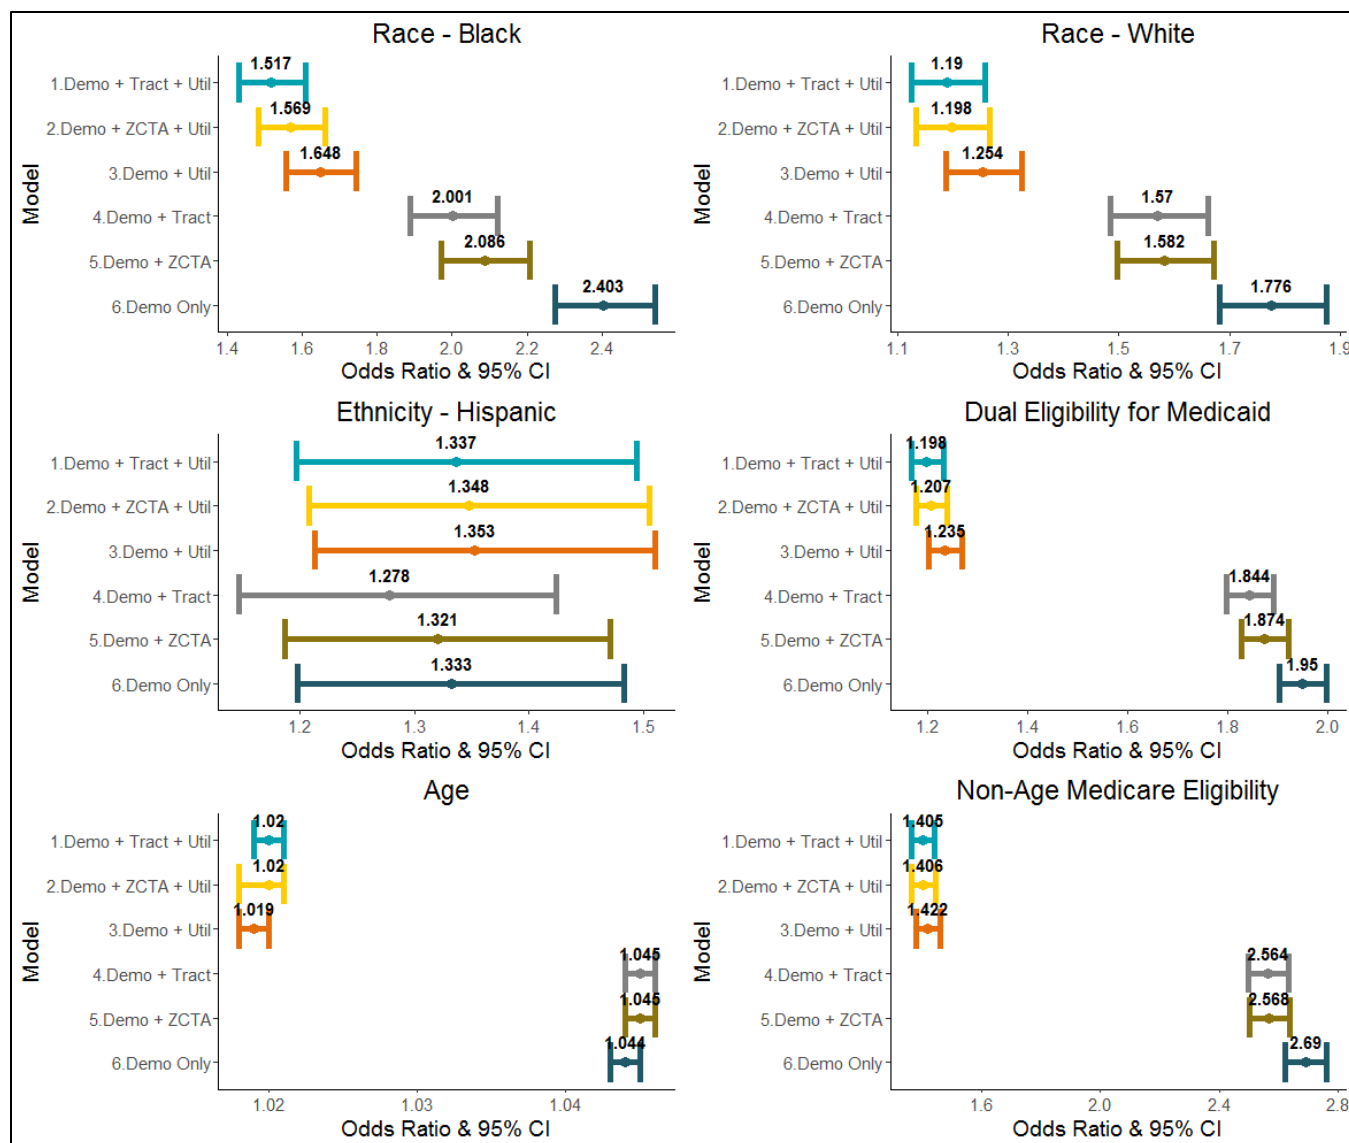 Race - Black
Model
1.Demo + Tract + Util
2.Demo + ZCTA + Util
3.Demo + Util
4.Demo + Tract
5.Demo + ZCTA
6.Demo Only
1.517
1.569
1.648
2.001
2.086
2.403
1.4 1.6 1.8 2.0 2.2 2.4
Odds Ratio & 95% CI
Race - White
Model
1.Demo + Tract + Util
2.Demo + ZCTA + Util
3.Demo + Util
4.Demo + Tract
5.Demo + ZCTA
6.Demo Only
1.19
1.198
1.254
1.57
1.582
1.776
1.1 1.3 1.5 1.7 1.9
Odds Ratio & 95% CI
Ethnicity - Hispanic
Model
1.Demo + Tract + Util
2.Demo + ZCTA + Util
3.Demo + Util
4.Demo + Tract
5.Demo + ZCTA
6.Demo Only
1.337
1.348
1.353
1.278
1.321
1.333
1.2 1.3 1.4 1.5
Odds Ratio & 95% CI
Dual Eligibility for Medicaid
Model
1.Demo + Tract + Util
2.Demo + ZCTA + Util
3.Demo + Util
4.Demo + Tract
5.Demo + ZCTA
6.Demo Only
1.198
1.207
1.235
1.844
1.874
1.95
1.2 1.4 1.6 1.8 2.0
Odds Ratio & 95% CI
Age
Model
1.Demo + Tract + Util
2.Demo + ZCTA + Util
3.Demo + Util
4.Demo + Tract
5.Demo + ZCTA
6.Demo Only
1.02
1.02
1.019
1.045
1.045
1.044
1.02 1.03 1.04
Odds Ratio & 95% CI
Non-Age Medicare Eligibility
Model
1.Demo + Tract + Util
2.Demo + ZCTA + Util
3.Demo + Util
4.Demo + Tract
5.Demo + ZCTA
6.Demo Only
1.405
1.406
1.422
2.564
2.568
2.69
1.6 2.0 2.4 2.8
Odds Ratio & 95% CI